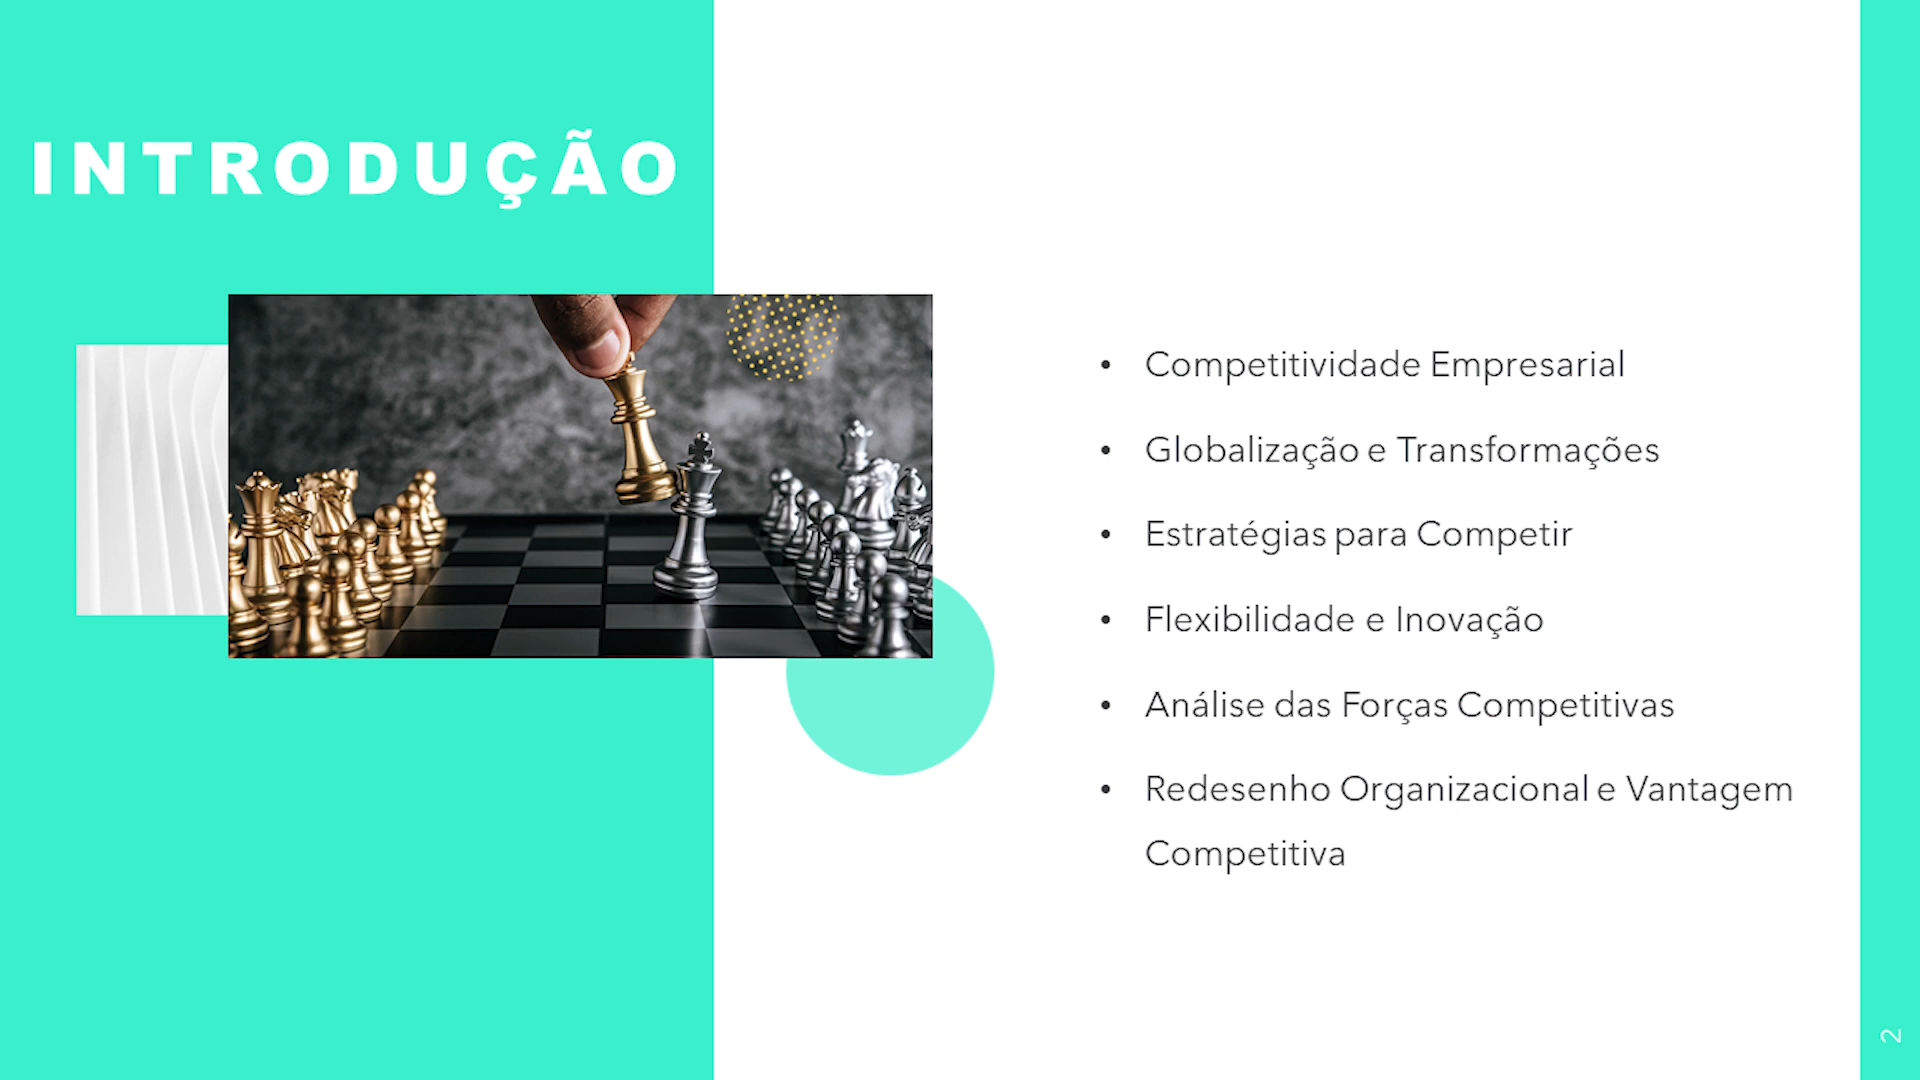 INTRODUÇÃO
• Competitividade Empresarial
• Globalização e Transformações
• Estratégias para Competir
• Flexibilidade e Inovação
• Análise das Forças Competitivas
• Redesenho Organizacional e Vantagem
Competitiva
2